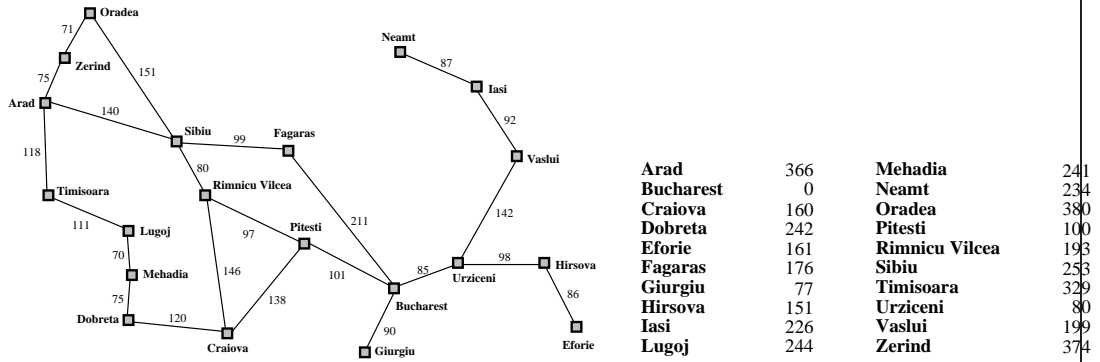 Oradea
71
Neamt
Zerind
87
75
151
Iasi
Arad
140
92
Sibiu
99
Fagaras
118
Vaslui
80
Timisoara
Rimnicu Vilcea
211
142
111
Lugoj
97
Pitesti
70
98
Hirsova
Mehadia
146
101
85
Urziceni
75
138
86
Bucharest
Dobreta
120
90
Craiova
Giurgiu
Eforie
Arad 366 Mehadia 241
Bucharest 0 Neamt 234
Craiova 160 Oradea 380
Dobreta 242 Pitesti 100
Eforie 161 Rimnicu Vilcea 193
Fagaras 176 Sibiu 253
Giurgiu 77 Timisoara 329
Hirsova 151 Urziceni 80
Iasi 226 Vaslui 199
Lugoj 244 Zerind 374